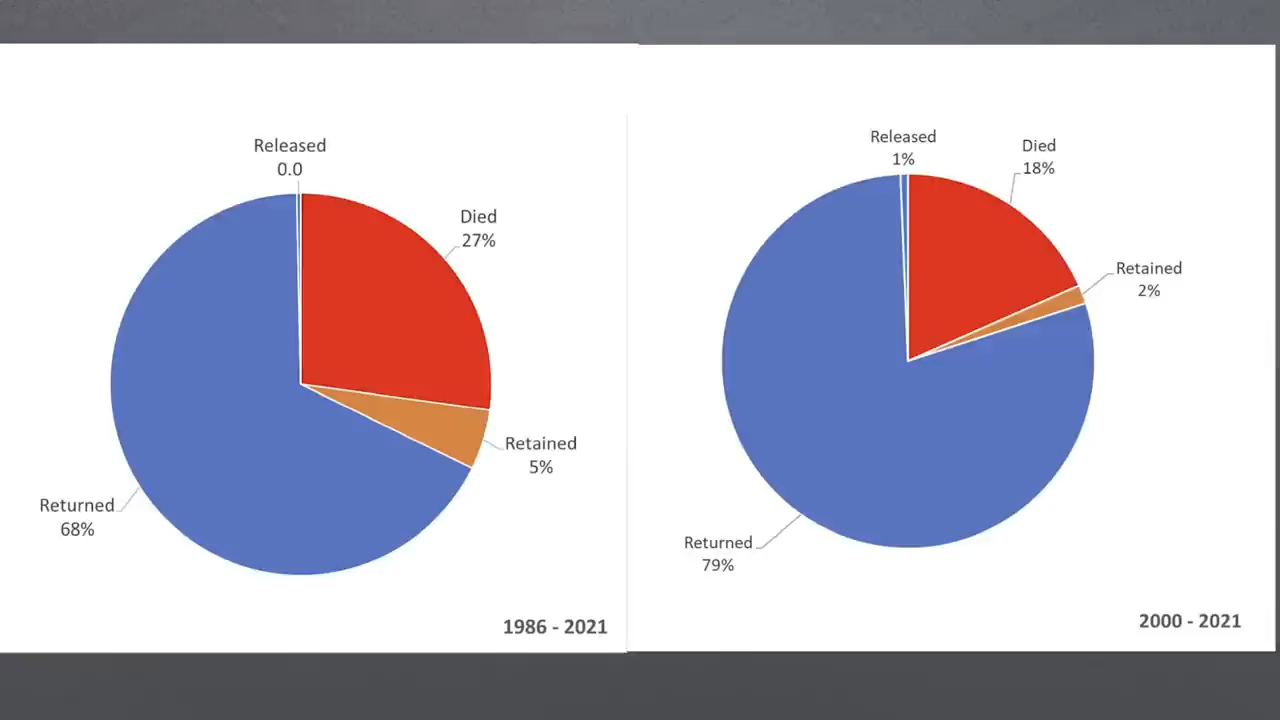 Released
0.0
Died
27%
Retained
5%
Returned
68%
1986 - 2021
Released
1%
Died
18%
Retained
2%
Returned
79%
2000 - 2021